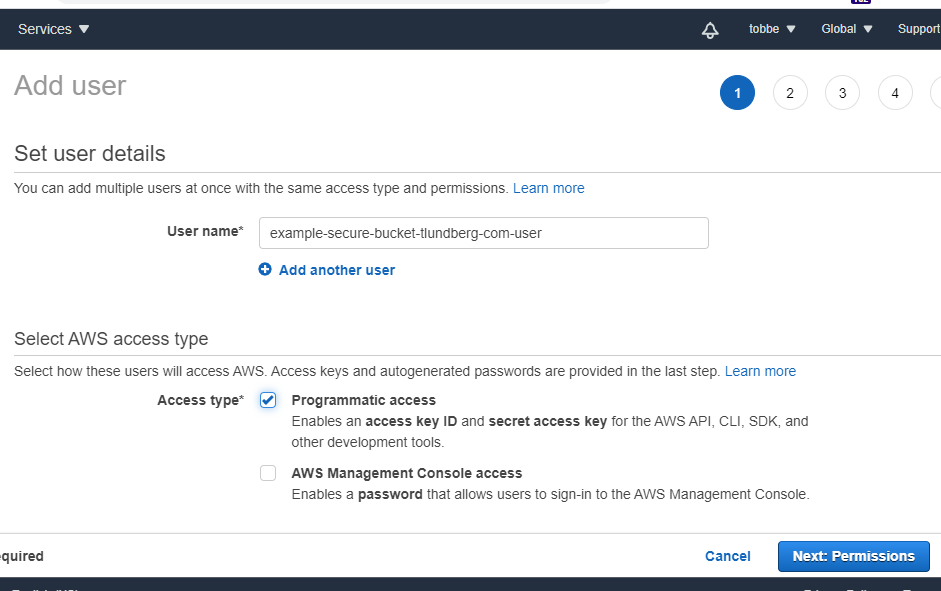 Services
tobbe
Global
Support
Add user
1
2
3
4
Set user details
You can add multiple users at once with the same access type and permissions. Learn more
User name*
example-secure-bucket-tlundberg-com-user
Add another user
Select AWS access type
Select how these users will access AWS. Access keys and autogenerated passwords are provided in the last step. Learn more
Access type*
Programmatic access
Enables an access key ID and secret access key for the AWS API, CLI, SDK, and
other development tools.
AWS Management Console access
Enables a password that allows users to sign-in to the AWS Management Console.
quired
Cancel
Next: Permissions